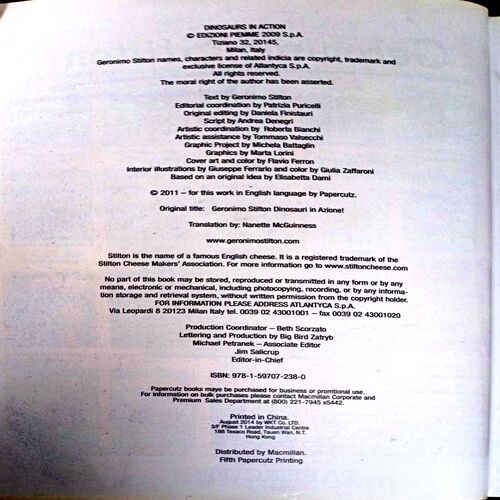 DINOSAURS IN ACTION
© EDIZIONI PIEMME 2009 S.p.A.
Tiziano 32, 20145,
Milan, Italy
Geronimo Stilton names, characters and related indicia are copyright, trademark and
exclusive license of Atlantyca S.p.A.
All rights reserved.
The moral right of the author has been asserted.
Text by Geronimo Stilton
Editorial coordination by Patrizia Puricelli
Original editing by Daniela Finistauri
Script by Andrea Denegri
Artistic coordination by Roberta Bianchi
Artistic assistance by Tommaso Valsecchi
Graphic Project by Michela Battaglin
Graphics by Marta Lorini
Cover art and color by Flavio Ferron
Interior illustrations by Giuseppe Ferrario and color by Giulia Zaffaroni
Based on an original idea by Elisabetta Dami
© 2011 – for this work in English language by Papercutz.
Original title: Geronimo Stilton Dinosauri in Azione!
Translation by: Nanette McGuinness
www.geronimostilton.com
Stilton is the name of a famous English cheese. It is a registered trademark of the
Stilton Cheese Makers' Association. For more information go to www.stiltoncheese.com
No part of this book may be stored, reproduced or transmitted in any form or by any
means, electronic or mechanical, including photocopying, recording, or by any informa-
tion storage and retrieval system, without written permission from the copyright holder.
FOR INFORMATION PLEASE ADDRESS ATLANTYCA S.p.A.
Via Leopardi 8 20123 Milan Italy tel. 0039 02 43001001 – fax 0039 02 43001020
Production Coordinator – Beth Scorzato
Lettering and Production by Big Bird Zatryb
Michael Petranek – Associate Editor
Jim Salicrup
Editor-in-Chief
ISBN: 978-1-59707-238-0
Papercutz books maye be purchased for business or promtional use.
For information on bulk purchases please contact Macmillan Corporate and
Premium Sales Department at (800) 221-7945 x5442.
Printed in China.
August 2014 by WKT Co. LTD.
3/F Phase 1 Leader Industrial Centre
188 Texaco Road, Tsuen Wan, N.T.
Hong Kong
Distributed by Macmillan.
Fifth Papercutz Printing